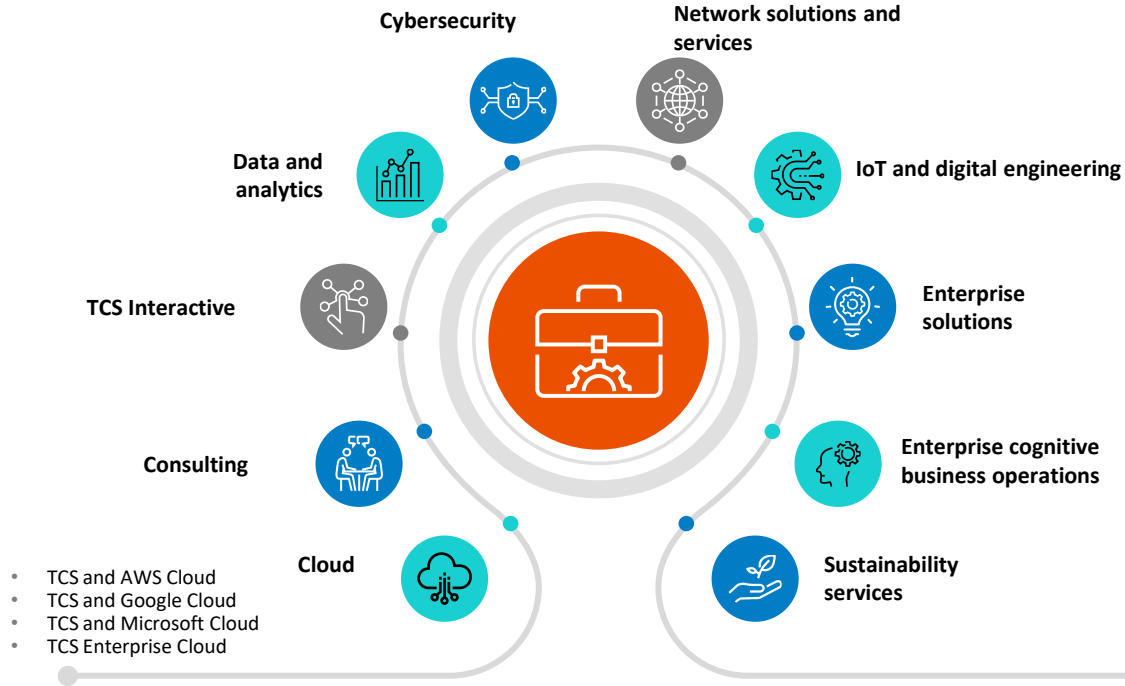 Cybersecurity
Network solutions and
services
Data and
analytics
IoT and digital engineering
TCS Interactive
Enterprise
solutions
Consulting
Enterprise cognitive
business operations
Cloud
Sustainability
services
• TCS and AWS Cloud
• TCS and Google Cloud
• TCS and Microsoft Cloud
• TCS Enterprise Cloud